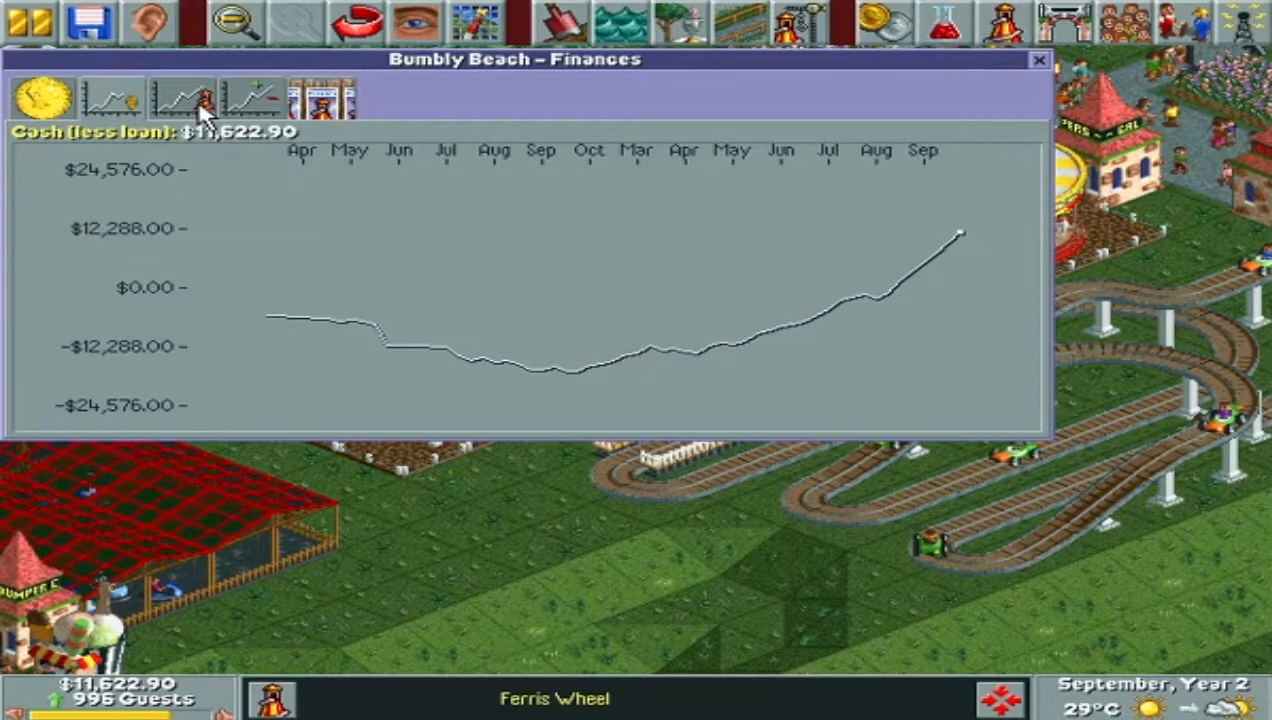 Bumbly Beach - Finances
Cash (less loan): $11,622.90
Apr May Jun Jul Aug Sep Oct Mar Apr May Jun Jul Aug Sep
$24,576.00 -
$12,288.00 -
$0.00 -
-$12,288.00 -
-$24,576.00 -
BUMPER C
$11,622.90
996 Guests
Ferris Wheel
September, Year 2
29°C